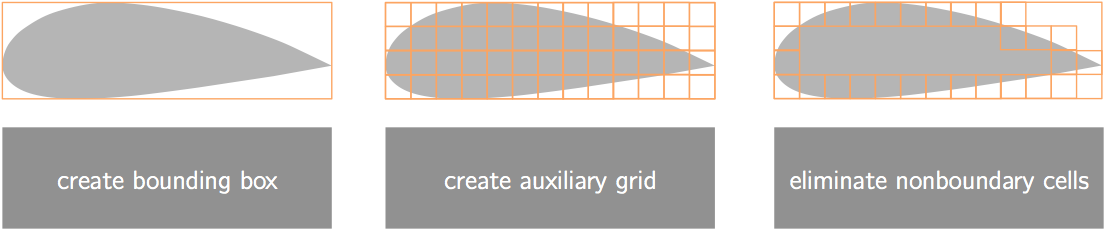 create bounding box
create auxiliary grid
eliminate nonboundary cells